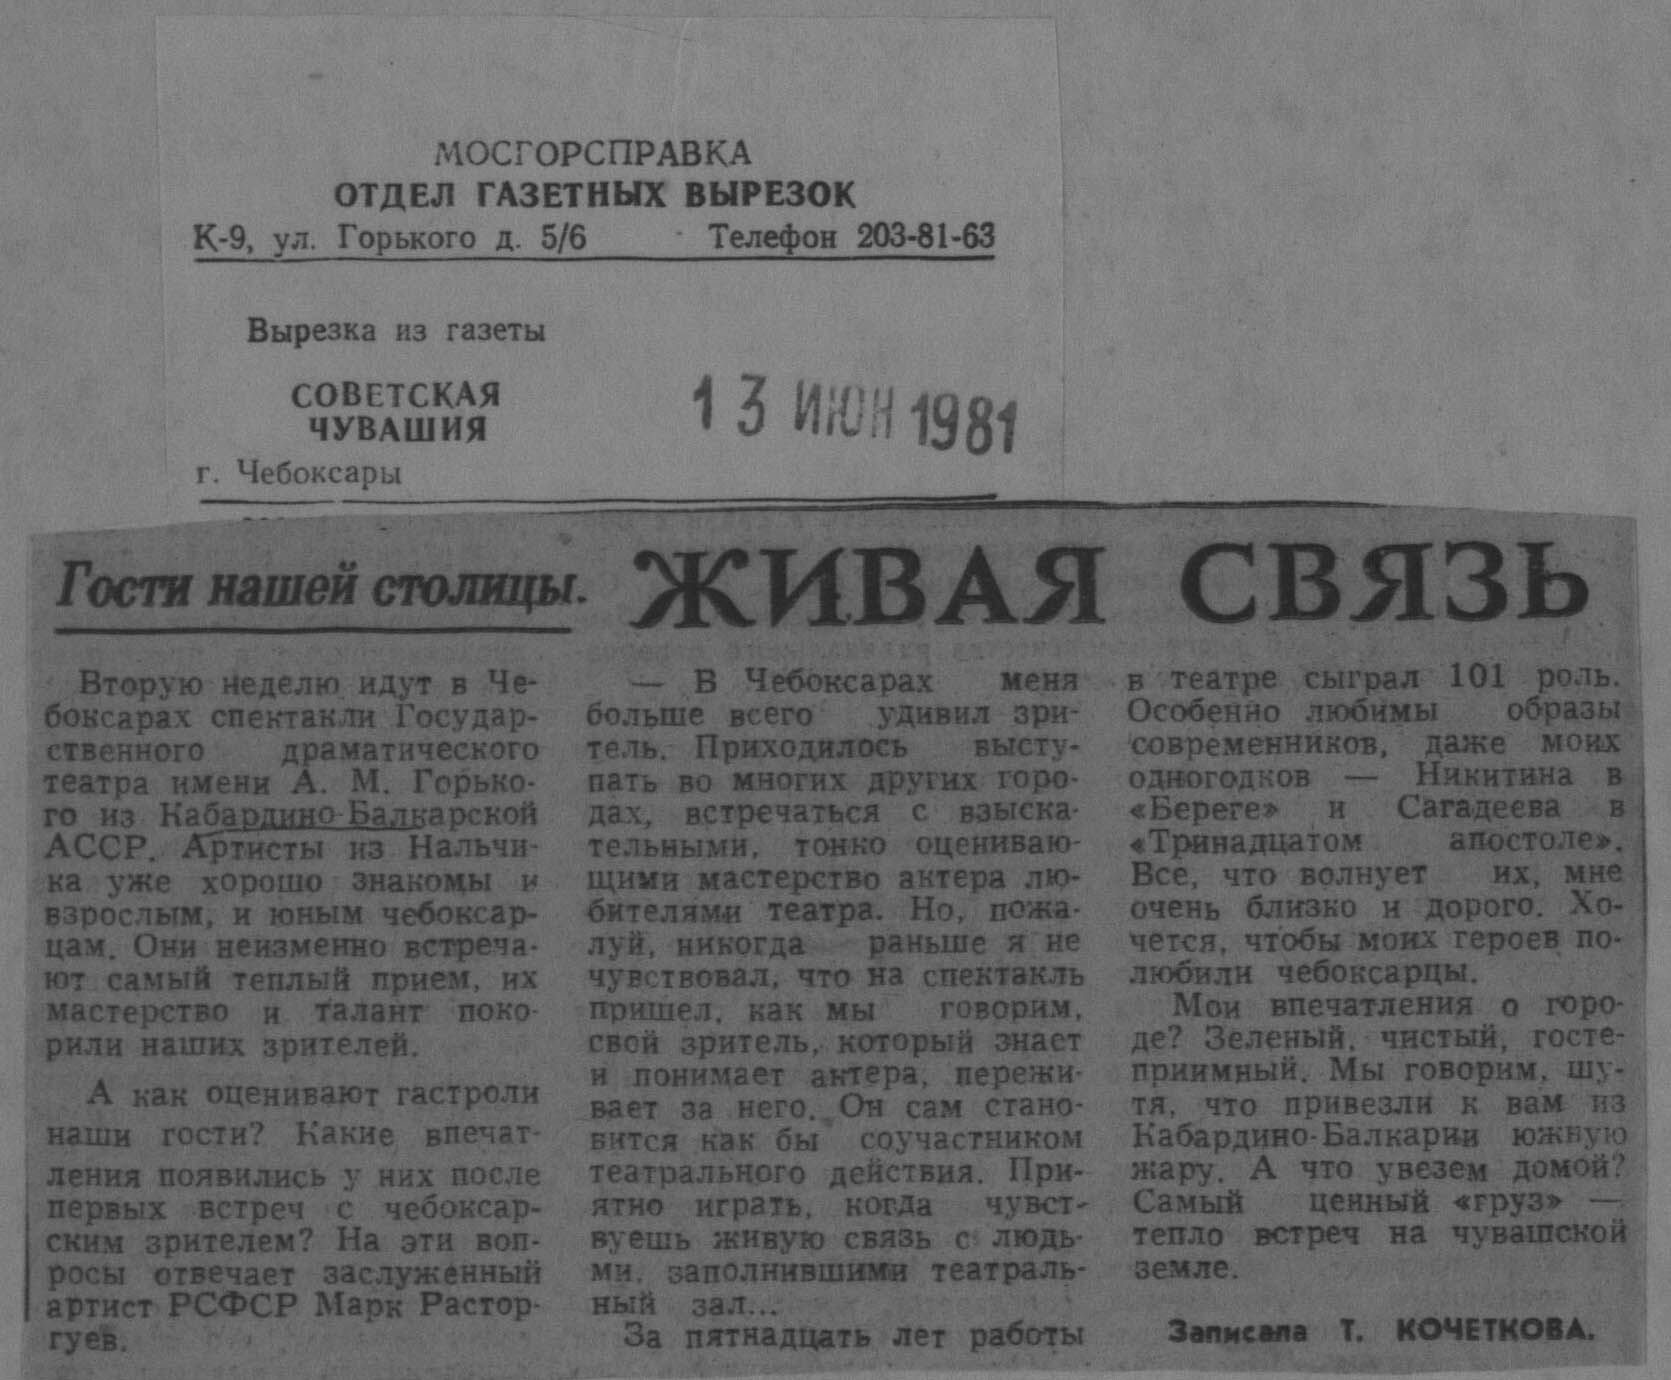 МОСГОРСПРАВКА
ОТДЕЛ ГАЗЕТНЫХ ВЫРЕЗОК
К-9, ул. Горького д. 5/6 Телефон 203-81-63
Вырезка из газеты
СОВЕТСКАЯ
ЧУВАШИЯ
13 ИЮН 1981
г. Чебоксары
Гости нашей столицы.
ЖИВАЯ СВЯЗЬ
Вторую неделю идут в Че-
боксарах спектакли Государ-
ственного драматического
театра имени А. М. Горько-
го из Кабардино-Балкарской
АССР. Артисты из Нальчи-
ка уже хорошо знакомы и
взрослым, и юным чебоксар-
цам. Они неизменно встреча-
ют самый теплый прием, их
мастерство и талант поко-
рили наших зрителей.
А как оценивают гастроли
наши гости? Какие впечат-
ления появились у них после
первых встреч с чебоксар-
ским зрителем? На эти воп-
росы отвечает заслуженный
артист РСФСР Марк Растор-
гуев.
— В Чебоксарах меня
больше всего удивил зри-
тель. Приходилось высту-
пать во многих других горо-
дах, встречаться с взыска-
тельными, тонко оцениваю-
щими мастерство актера лю-
бителями театра. Но, пожа-
луй, никогда раньше я не
чувствовал, что на спектакль
пришел, как мы говорим,
свой зритель, который знает
и понимает актера, пережи-
вает за него. Он сам стано-
вится как бы соучастником
театрального действия. При-
ятно играть, когда чувст-
вуешь живую связь с людь-
ми, заполнившими театраль-
ный зал...
За пятнадцать лет работы
в театре сыграл 101 роль.
Особенно любимы образы
современников, даже моих
одногодков — Никитина в
«Береге» и Сагадеева в
«Тринадцатом апостоле».
Все, что волнует их, мне
очень близко и дорого. Хо-
чется, чтобы моих героев по-
любили чебоксарцы.
Мои впечатления о горо-
де? Зеленый, чистый, госте-
приимный. Мы говорим, шу-
тя, что привезли к вам из
Кабардино-Балкарии южную
жару. А что увезем домой?
Самый ценный «груз» —
тепло встреч на чувашской
земле.
Записала Т. КОЧЕТКОВА.